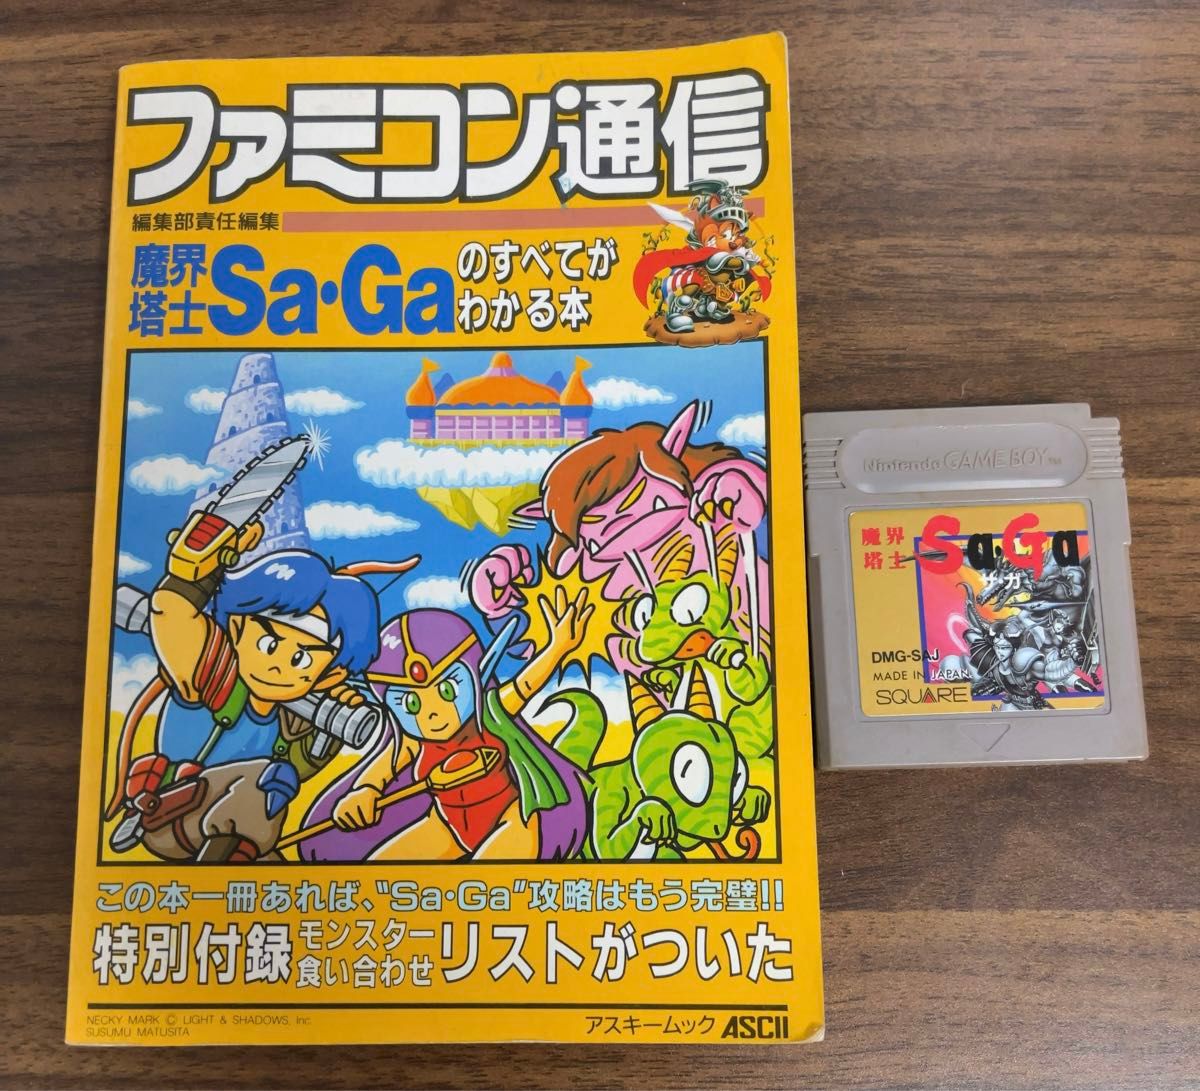 ファミコン通信
編集部責任編集
魔界塔士Sa・Gaのすべてがわかる本
この本一冊あれば、“Sa・Ga”攻略はもう完璧!!
特別付録モンスター食い合わせリストがついた
NECKY MARK © LIGHT & SHADOWS, Inc.
SUSUMU MATUSITA
アスキームック ASCII
Nintendo GAME BOY TM
魔界塔士 Sa・Ga
サ・ガ
DMG-SAJ
MADE IN JAPAN
SQUARE